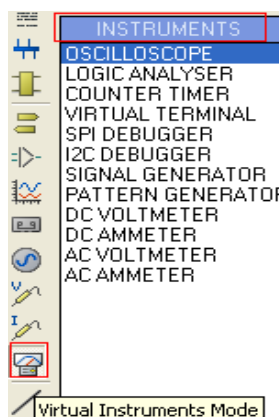 INSTRUMENTS
OSCILLOSCOPE
LOGIC ANALYSER
COUNTER TIMER
VIRTUAL TERMINAL
SPI DEBUGGER
I2C DEBUGGER
SIGNAL GENERATOR
PATTERN GENERATOR
DC VOLTMETER
DC AMMETER
AC VOLTMETER
AC AMMETER
Virtual Instruments Mode